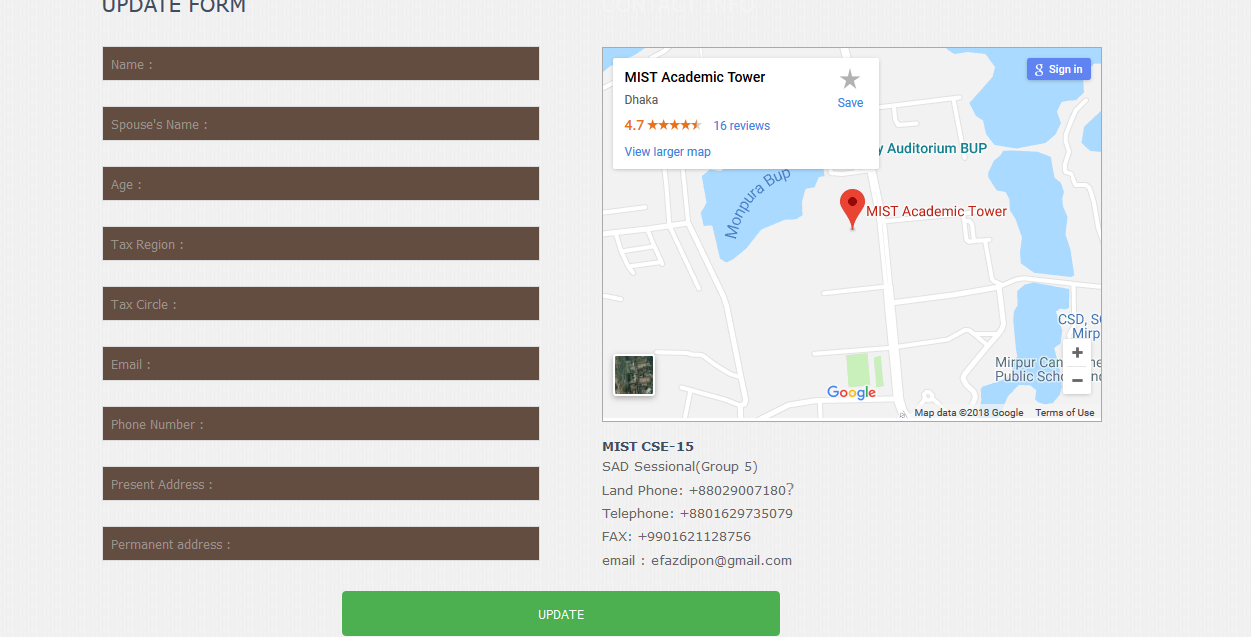 UPDATE FORM
Name :
Spouse's Name :
Age :
Tax Region :
Tax Circle :
Email :
Phone Number :
Present Address :
Permanent address :
MIST Academic Tower
Dhaka
4.7
16 reviews
View larger map
Save
Sign in
y Auditorium BUP
Monpura Bup
MIST Academic Tower
CSD, S
Mirp
Mirpur Can
Public Scho
Google
Map data ©2018 Google Terms of Use
MIST CSE-15
SAD Sessional(Group 5)
Land Phone: +88029007180?
Telephone: +8801629735079
FAX: +9901621128756
email : efazdipon@gmail.com
UPDATE